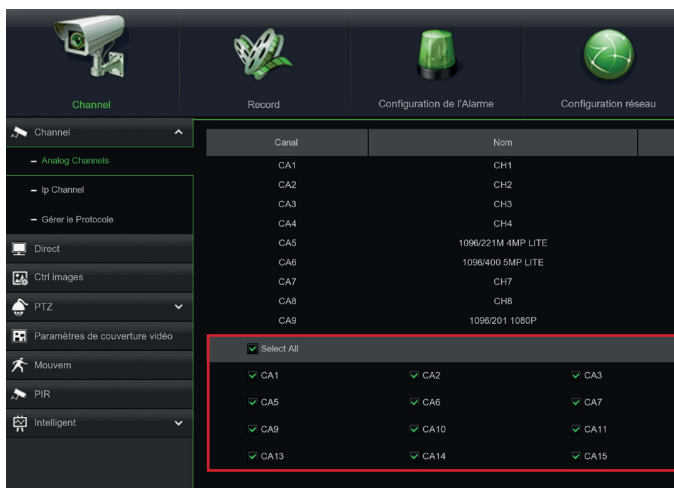 Channel Record Configuration de l'Alarme Configuration réseau
Channel
Analog Channels
Ip Channel
Gérer le Protocole
Direct
Ctrl images
PTZ
Paramètres de couverture vidéo
Mouvem
PIR
Intelligent
Canal Nom
CA1 CH1
CA2 CH2
CA3 CH3
CA4 CH4
CA5 1096/221M 4MP LITE
CA6 1096/400 5MP LITE
CA7 CH7
CA8 CH8
CA9 1096/201 1080P
Select All
CA1 CA2 CA3
CA5 CA6 CA7
CA9 CA10 CA11
CA13 CA14 CA15